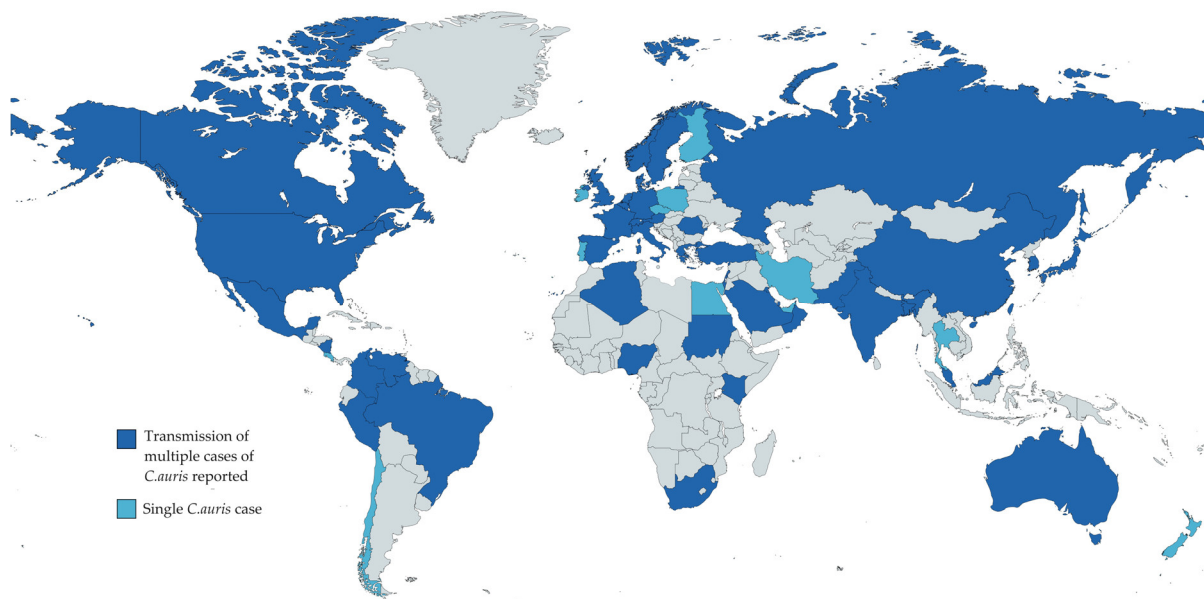 Transmission of
multiple cases of
C.auris reported
Single C.auris case